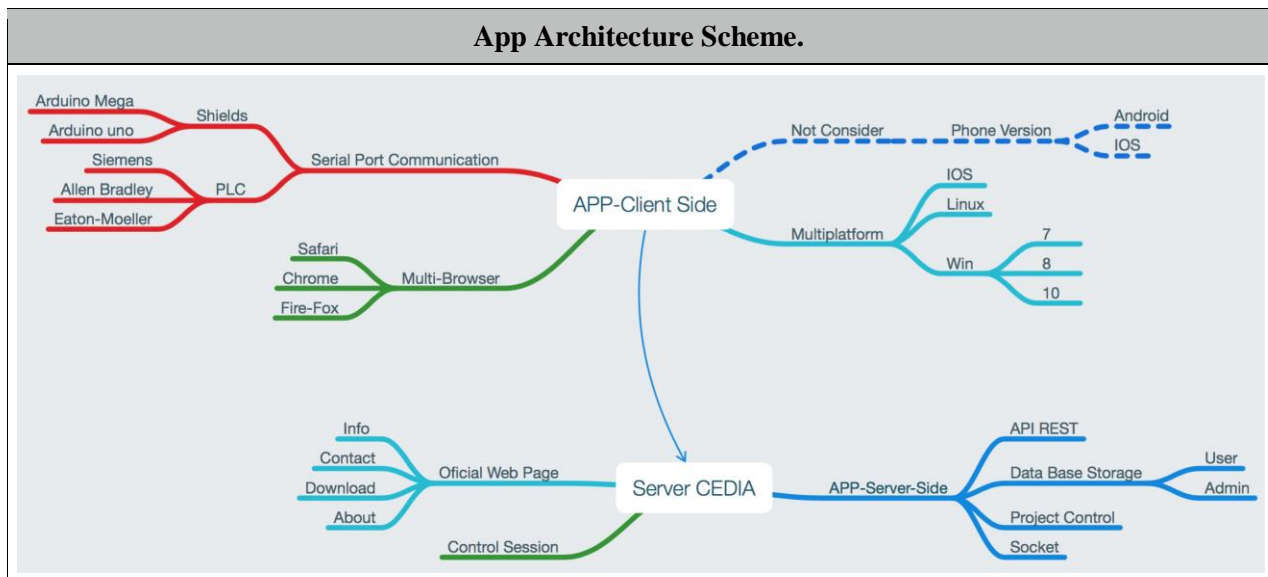 App Architecture Scheme.
Arduino Mega
Arduino uno
Shields
Siemens
Allen Bradley
Eaton-Moeller
PLC
Serial Port Communication
Safari
Chrome
Fire-Fox
Multi-Browser
APP-Client Side
Not Consider
Phone Version
Android
IOS
Multiplatform
IOS
Linux
Win
7
8
10
Info
Contact
Download
About
Oficial Web Page
Control Session
Server CEDIA
APP-Server-Side
API REST
Data Base Storage
User
Admin
Project Control
Socket